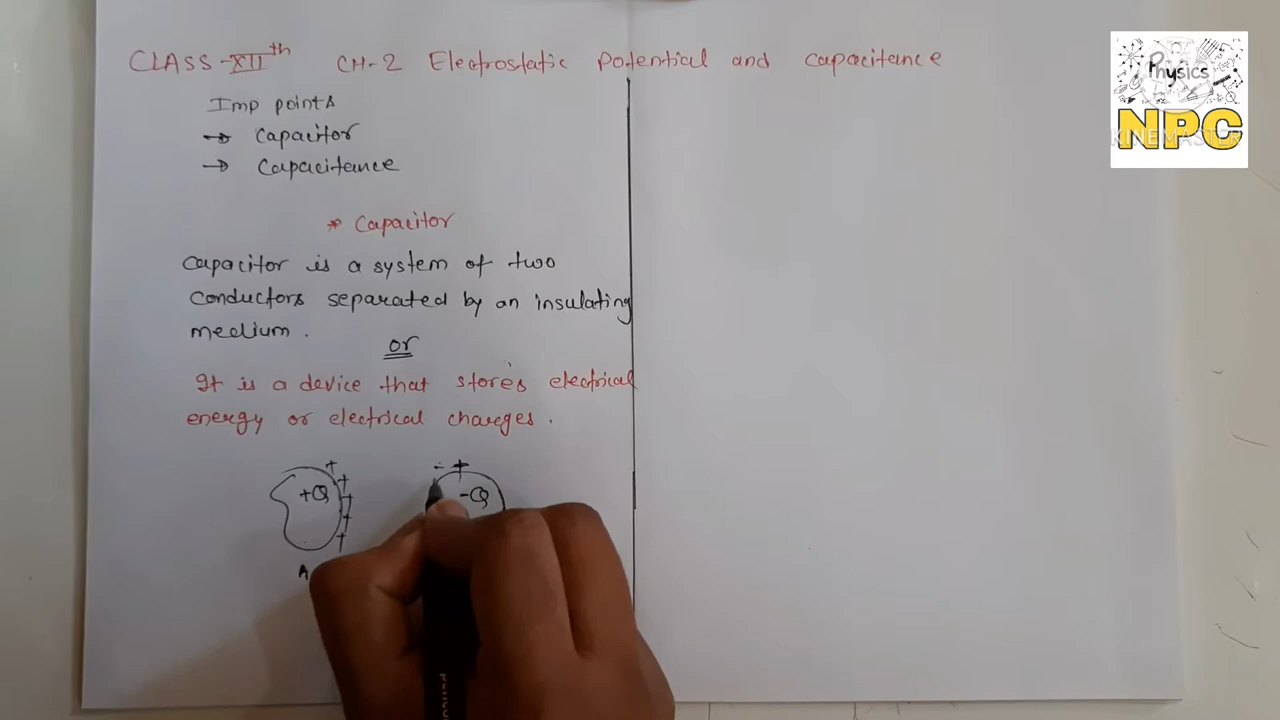 CLASS-XIIth CH-2 Electrostatic Potential and capacitance
Imp points
→ Capacitor
→ Capacitance
* Capacitor
Capacitor is a system of two
Conductors separated by an insulating
medium.
or
It is a device that stores electrical
energy or electrical charges.
+ + + + +
- +
+Q
-Q
A
Physics
NPC
KINEMASTER